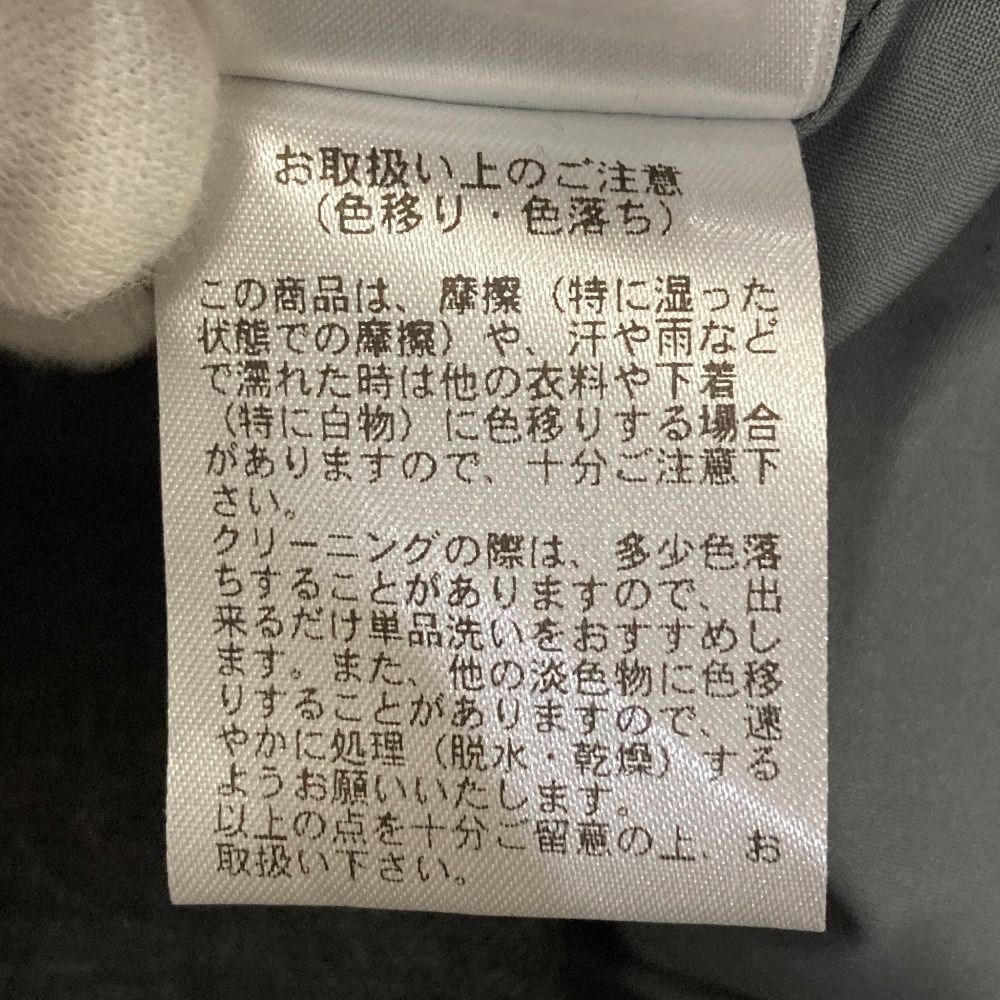 お取扱い上のご注意
（色移り・色落ち）
この商品は、摩擦（特に湿った
状態での摩擦）や、汗や雨など
で濡れた時は他の衣料や下着
（特に白物）に色移りする場合
がありますので、十分ご注意下
さい。
クリーニングの際は、多少色落
ちすることがありますので、出
来るだけ単品洗いをおすすめし
ます。また、他の淡色物に色移
りすることがありますので、速
やかに処理（脱水・乾燥）する
ようお願いいたします。
以上の点を十分ご留意の上、お
取扱い下さい。